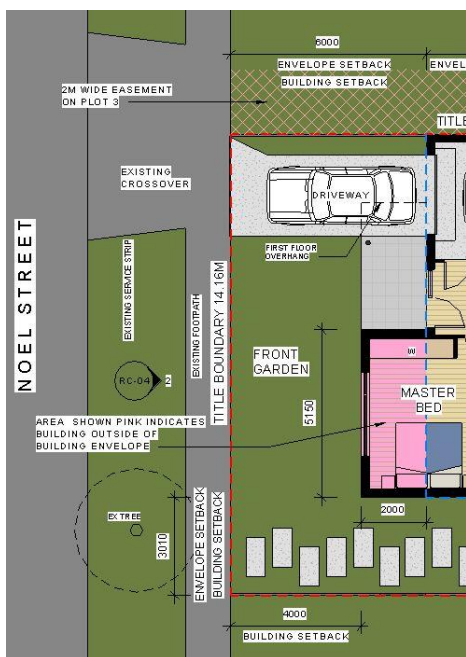 6000
ENVELOPE SETBACK
ENVEL
BUILDING SETBACK
2M WIDE EASEMENT
ON PLOT 3
TITLE
EXISTING
CROSSOVER
DRIVEWAY
FIRST FLOOR
OVERHANG
NOEL STREET
EXISTING SERVICE STRIP
EXISTING FOOTPATH
TITLE BOUNDARY 14.16M
FRONT
GARDEN
5150
W
MASTER
BED
RC-04
2
AREA SHOWN PINK INDICATES
BUILDING OUTSIDE OF
BUILDING ENVELOPE
EX TREE
3010
ENVELOPE SETBACK
BUILDING SETBACK
2000
4000
BUILDING SETBACK